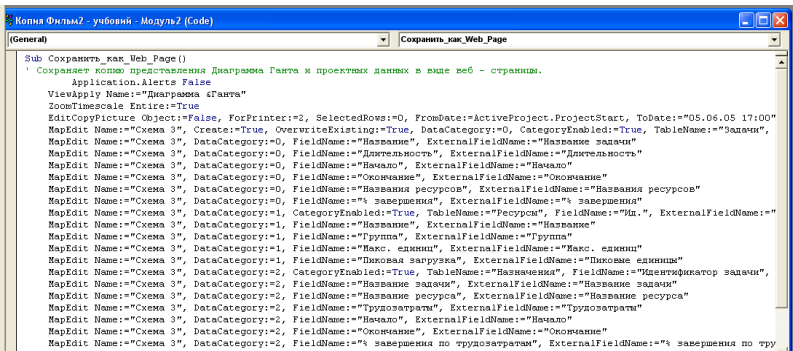 Копия Фильм2 - учбовий - Модуль2 (Code)
(General) Сохранить_как_Web_Page
Sub Сохранить_как_Web_Page()
' Сохраняет копию представления Диаграмма Ганта и проектных данных в виде веб - страницы.
Application.Alerts False
ViewApply Name:="Диаграмма &Ганта"
ZoomTimescale Entire:=True
EditCopyPicture Object:=False, ForPrinter:=2, SelectedRows:=0, FromDate:=ActiveProject.ProjectStart, ToDate:="05.06.05 17:00"
MapEdit Name:="Схема 3", Create:=True, OverwriteExisting:=True, DataCategory:=0, CategoryEnabled:=True, TableName:="Задачи",
MapEdit Name:="Схема 3", DataCategory:=0, FieldName:="Название", ExternalFieldName:="Название задачи"
MapEdit Name:="Схема 3", DataCategory:=0, FieldName:="Длительность", ExternalFieldName:="Длительность"
MapEdit Name:="Схема 3", DataCategory:=0, FieldName:="Начало", ExternalFieldName:="Начало"
MapEdit Name:="Схема 3", DataCategory:=0, FieldName:="Окончание", ExternalFieldName:="Окончание"
MapEdit Name:="Схема 3", DataCategory:=0, FieldName:="Названия ресурсов", ExternalFieldName:="Названия ресурсов"
MapEdit Name:="Схема 3", DataCategory:=0, FieldName:="% завершения", ExternalFieldName:="% завершения"
MapEdit Name:="Схема 3", DataCategory:=1, CategoryEnabled:=True, TableName:="Ресурсы", FieldName:="Ид.", ExternalFieldName:="
MapEdit Name:="Схема 3", DataCategory:=1, FieldName:="Название", ExternalFieldName:="Название"
MapEdit Name:="Схема 3", DataCategory:=1, FieldName:="Группа", ExternalFieldName:="Группа"
MapEdit Name:="Схема 3", DataCategory:=1, FieldName:="Макс. единиц", ExternalFieldName:="Макс. единиц"
MapEdit Name:="Схема 3", DataCategory:=1, FieldName:="Пиковая загрузка", ExternalFieldName:="Пиковые единицы"
MapEdit Name:="Схема 3", DataCategory:=2, CategoryEnabled:=True, TableName:="Назначения", FieldName:="Идентификатор задачи",
MapEdit Name:="Схема 3", DataCategory:=2, FieldName:="Название задачи", ExternalFieldName:="Название задачи"
MapEdit Name:="Схема 3", DataCategory:=2, FieldName:="Название ресурса", ExternalFieldName:="Название ресурса"
MapEdit Name:="Схема 3", DataCategory:=2, FieldName:="Трудозатраты", ExternalFieldName:="Трудозатраты"
MapEdit Name:="Схема 3", DataCategory:=2, FieldName:="Начало", ExternalFieldName:="Начало"
MapEdit Name:="Схема 3", DataCategory:=2, FieldName:="Окончание", ExternalFieldName:="Окончание"
MapEdit Name:="Схема 3", DataCategory:=2, FieldName:="% завершения по трудозатратам", ExternalFieldName:="% завершения по тру